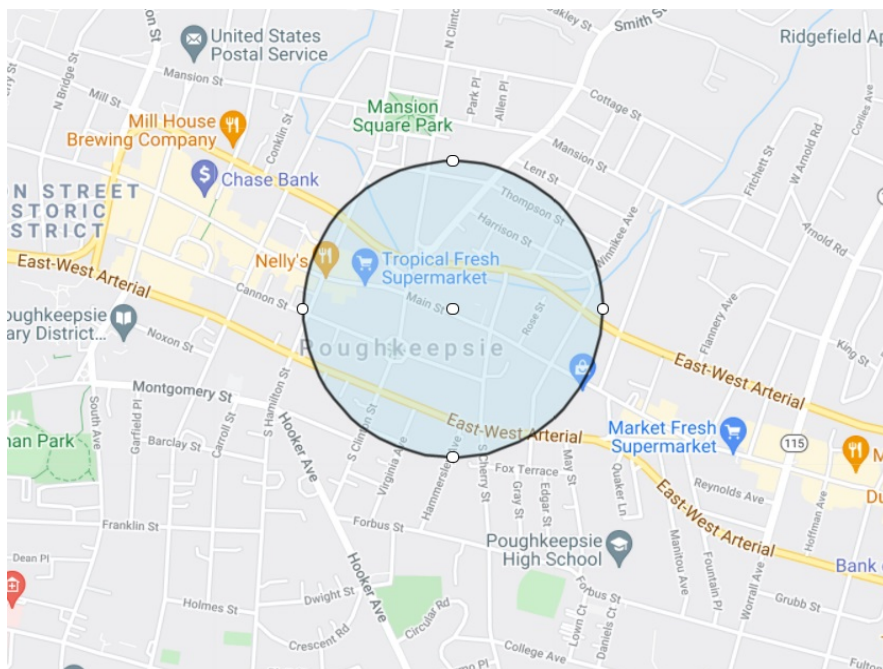 United States
Postal Service
Mansion St
N Bridge St
Mill St
Conklin St
N Clinton
Oakley St
Smith St
Ridgefield Ap
Park Pl
Allen Pl
Cottage St
Mansion
Square Park
Mill House
Brewing Company
Chase Bank
Lent St
Mansion St
Thompson St
Harrison St
Fitchett St
W Arnold Rd
Corlies Ave
Arnold Rd
Winnikee Ave
N STREET
STORIC
STRICT
Nelly's
Tropical Fresh
Supermarket
East-West Arterial
Cannon St
Main St
Rose St
Flannery Ave
King St
oughkeepsie
ary District...
Noxon St
Poughkeepsie
East-West Arterial
Montgomery St
S Hamilton St
Hooker Ave
East-West Arterial
Market Fresh
Supermarket
115
man Park
South Ave
Garfield Pl
Barclay St
Carroll St
S Clinton St
Virginia Ave
Hammersley Ave
S Cherry St
Fox Terrace
Gray St
Edgar St
May St
Quaker Ln
Reynolds Ave
M
Du
East-West Arterial
Hoffman Ave
Franklin St
Forbus St
Poughkeepsie
High School
Manitou Ave
Fountain Pl
Worrall Ave
Bank
Dean Pl
Hooker Ave
Forbus St
Grubb St
Holmes St
Dwight St
Circular Rd
Crescent Rd
College Ave
Lown Ct
Daniels Ct